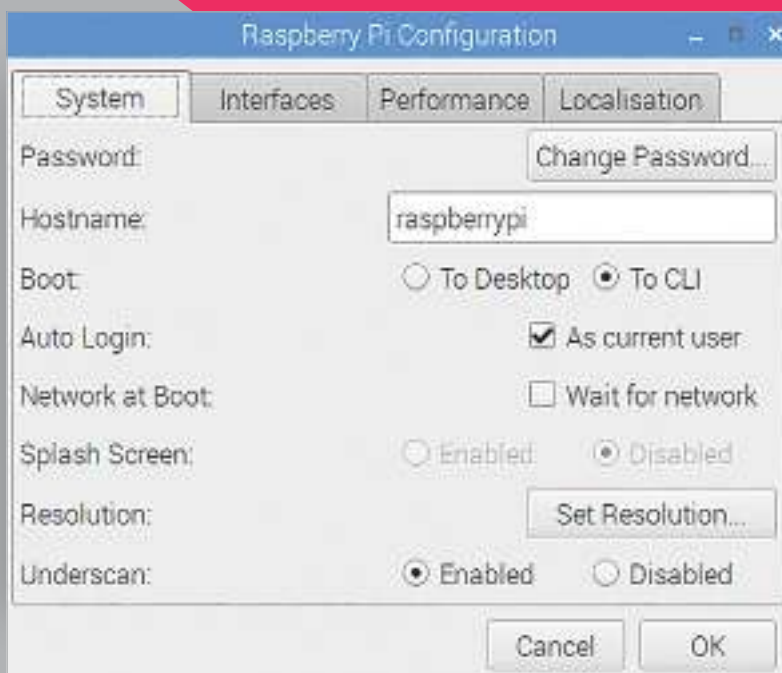 Raspberry Pi Configuration
System Interfaces Performance Localisation
Password: Change Password...
Hostname: raspberrypi
Boot: To Desktop To CLI
Auto Login: As current user
Network at Boot: Wait for network
Splash Screen: Enabled Disabled
Resolution: Set Resolution...
Underscan: Enabled Disabled
Cancel OK